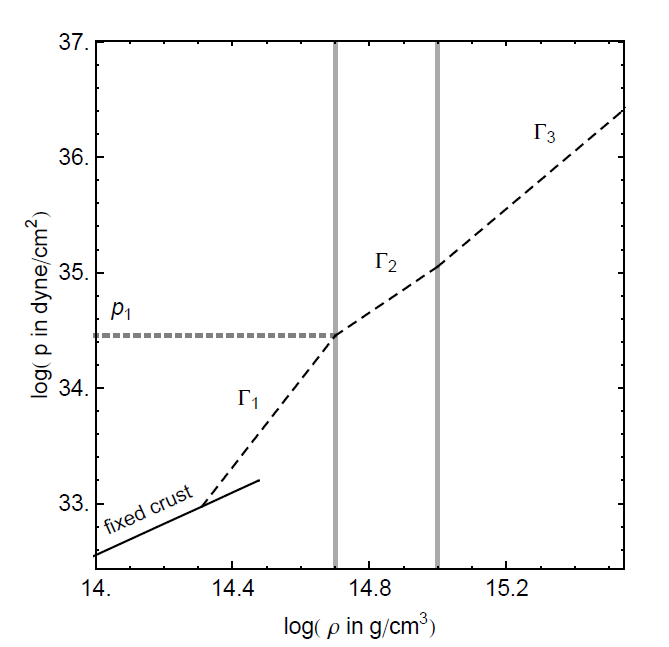 37.
36.
35.
34.
33.
log( p in dyne/cm²)
p₁
Γ₁
Γ₂
Γ₃
fixed crust
14.
14.4
14.8
15.2
log( ρ in g/cm³)